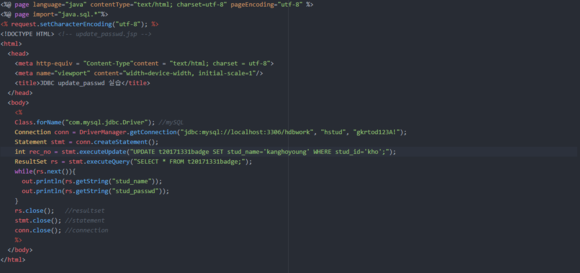 <%@ page language="java" contentType="text/html; charset=utf-8" pageEncoding="utf-8" %>
<%@ page import="java.sql.*"%>
<% request.setCharacterEncoding("utf-8"); %>
<!DOCTYPE HTML> <!-- update_passwd.jsp -->
<html>
<head>
<meta http-equiv = "Content-Type"content = "text/html; charset = utf-8">
<meta name="viewport" content="width=device-width, initial-scale=1"/>
<title>JDBC update_passwd 실습</title>
</head>
<body>
<%
Class.forName("com.mysql.jdbc.Driver"); //mySQL
Connection conn = DriverManager.getConnection("jdbc:mysql://localhost:3306/hdbwork", "hstud", "gkrtod123A!");
Statement stmt = conn.createStatement();
int rec_no = stmt.executeUpdate("UPDATE t20171331badge SET stud_name='kanghoyoung' WHERE stud_id='kho';");
ResultSet rs = stmt.executeQuery("SELECT * FROM t20171331badge;");
while(rs.next()){
out.println(rs.getString("stud_name"));
out.println(rs.getString("stud_passwd"));
}
rs.close(); //resultset
stmt.close(); //statement
conn.close(); //connection
%>
</body>
</html>